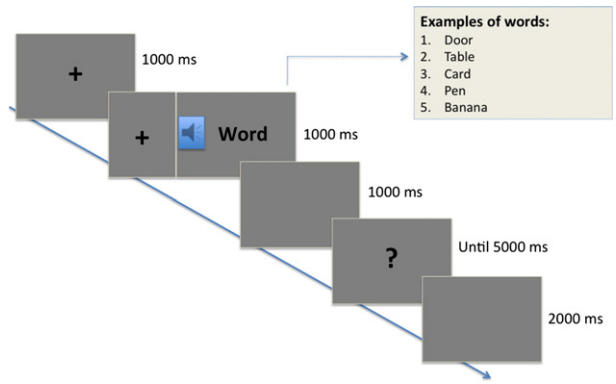 Examples of words:
1. Door
2. Table
3. Card
4. Pen
5. Banana
+
1000 ms
+
Word
1000 ms
1000 ms
?
Until 5000 ms
2000 ms